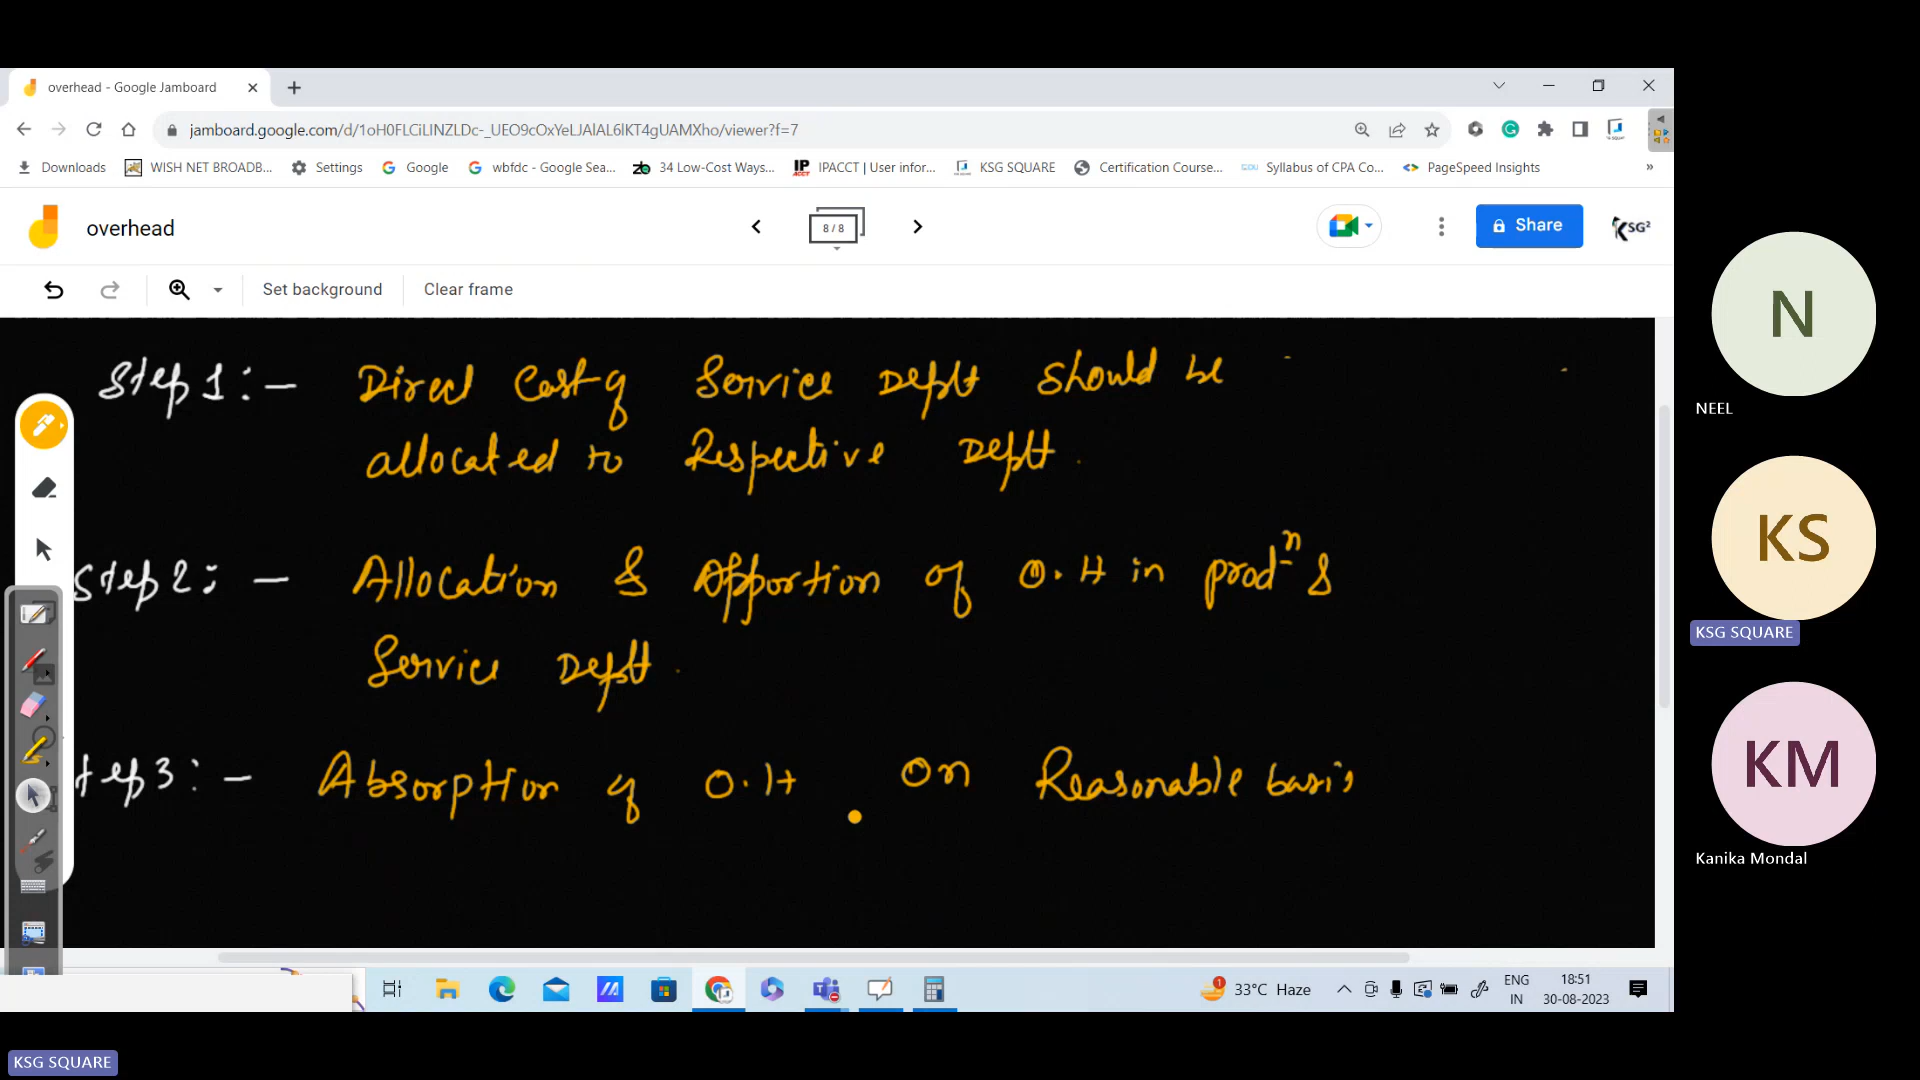 overhead - Google Jamboard
jamboard.google.com/d/1oH0FLCiLINZLDc-_UEO9cOxYeLJAlAL6lKT4gUAMXho/viewer?f=7
Downloads WISH NET BROADB... Settings Google wbfdc - Google Sea... 34 Low-Cost Ways... IPACCT | User infor... KSG SQUARE Certification Course... Syllabus of CPA Co... PageSpeed Insights »
overhead
8 / 8
Share
KSG²
Set background Clear frame
Step 1:- Direct Cost of Service Deptt should be
allocated to Respective Deptt.
Step 2:- Allocation & Apportion of O.H in prodⁿ &
Service Deptt.
tep 3:- Absorption of O.H on Reasonable basis
N
NEEL
KS
KSG SQUARE
KM
Kanika Mondal
1 33°C Haze
ENG
IN
18:51
30-08-2023
KSG SQUARE